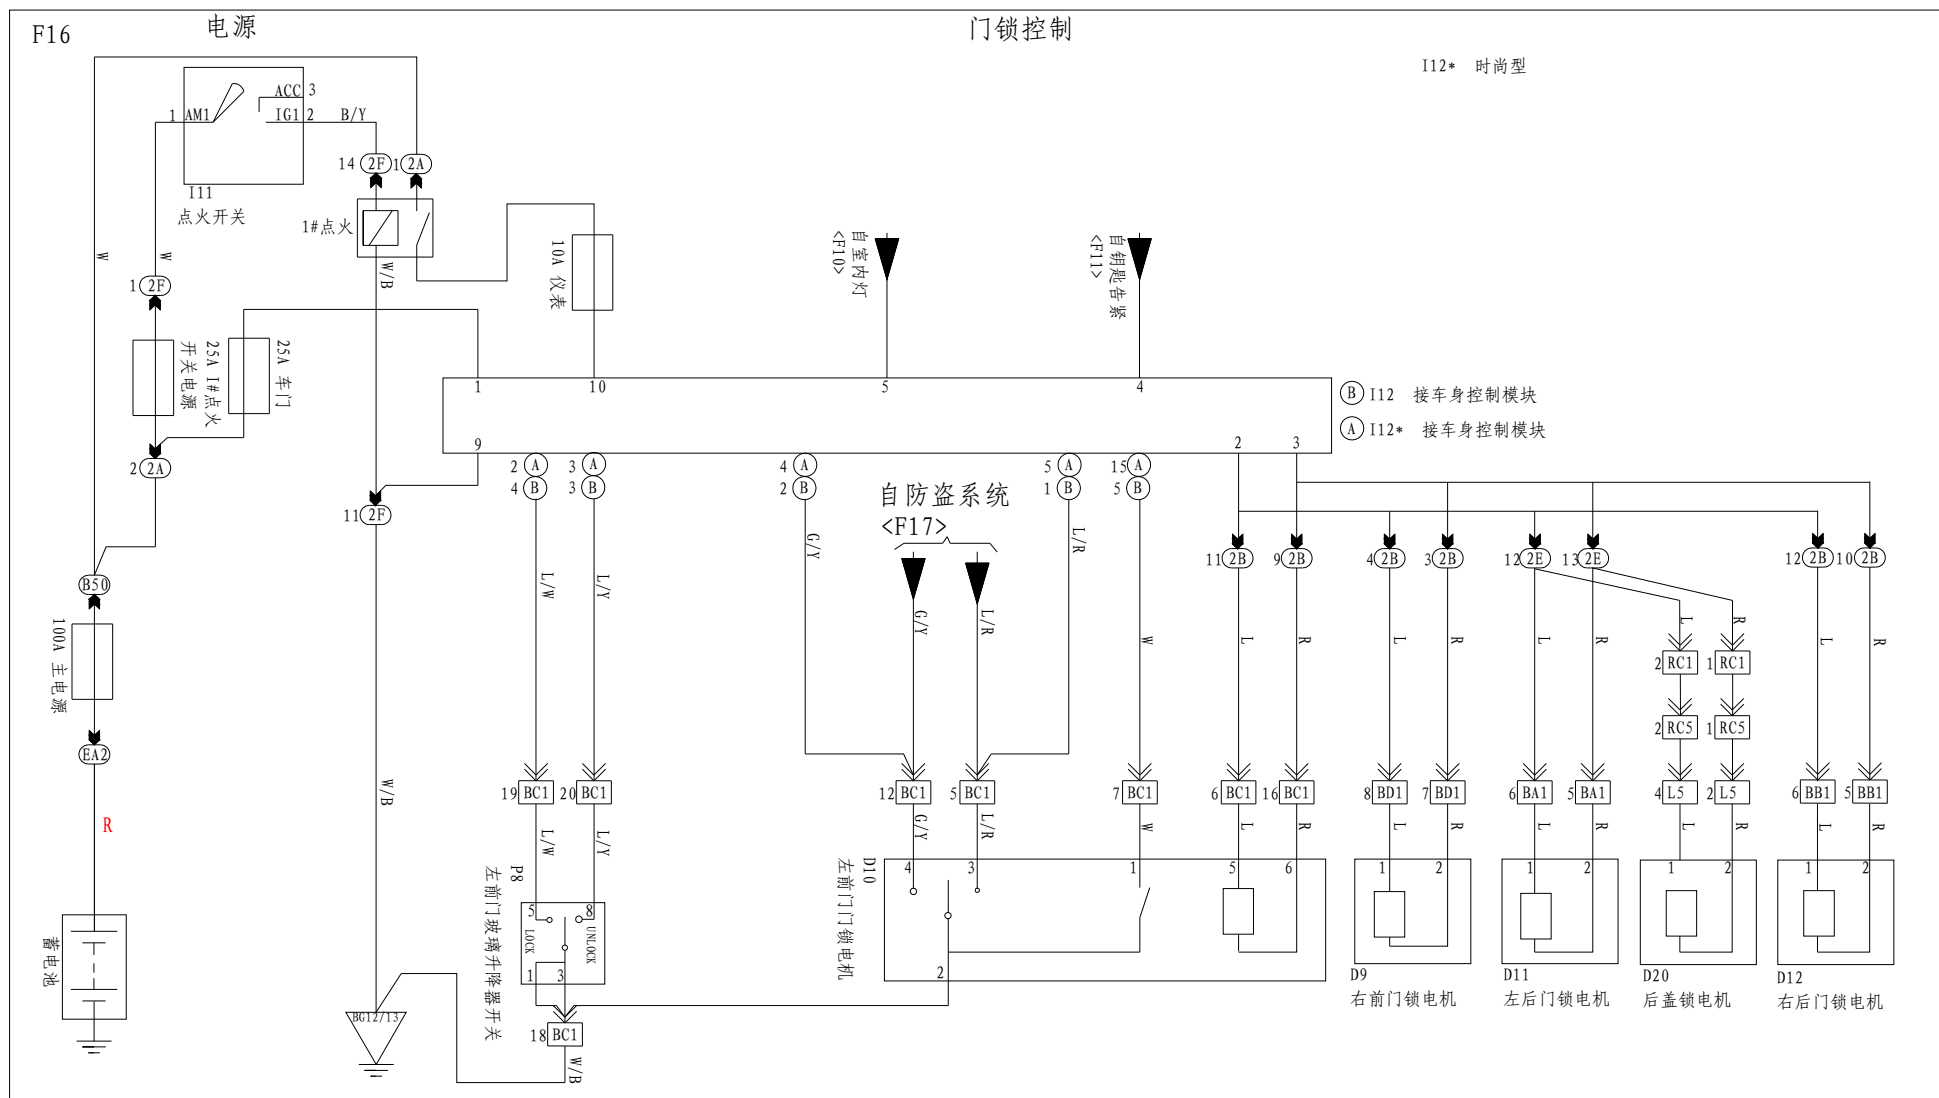 F16
电源
门锁控制
I12* 时尚型
ACC 3
1 AM1
IG1 2
B/Y
I11
点火开关
14 2F
1 2A
1#点火
W
W
W/B
10A 仪表
自室内灯
<F10>
自钥匙告紧
<F11>
1 2F
25A I#点火
开关电源
25A 车门
2 2A
1
10
5
4
9
2
3
B I12 接车身控制模块
A I12* 接车身控制模块
2 A
4 B
3 A
3 B
4 A
2 B
5 A
1 B
15 A
5 B
自防盗系统
<F17>
11 2F
B50
100A 主电源
EA2
R
蓄电池
L/W
L/Y
G/Y
G/Y
L/R
L/R
W
11 2B
9 2B
4 2B
3 2B
12 2E
13 2E
12 2B
10 2B
L
R
L
R
L
R
L
R
L
R
2 RC1
1 RC1
2 RC5
1 RC5
W/B
19 BC1
20 BC1
12 BC1
5 BC1
7 BC1
6 BC1
16 BC1
8 BD1
7 BD1
6 BA1
5 BA1
4 L5
2 L5
6 BB1
5 BB1
L/W
L/Y
G/Y
L/R
W
L
R
L
R
L
R
L
R
L
R
P8
左前门玻璃升降器开关
5
8
LOCK
UNLOCK
1
3
D10
左前门门锁电机
4
3
1
5
6
2
1
2
1
2
1
2
1
2
D9
右前门锁电机
D11
左后门锁电机
D20
后盖锁电机
D12
右后门锁电机
BG12/13
18 BC1
W/B